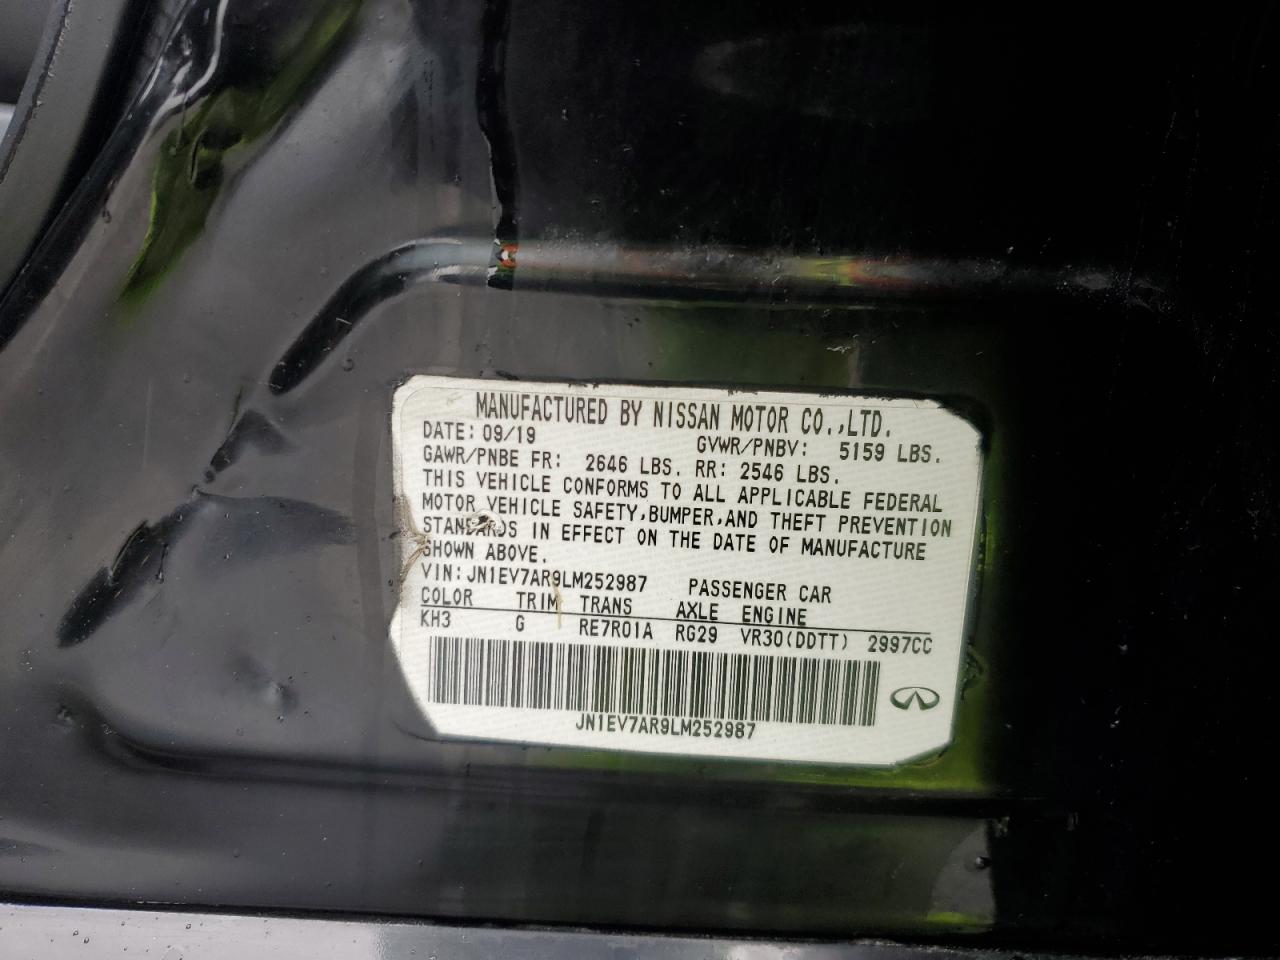 MANUFACTURED BY NISSAN MOTOR CO.,LTD.
DATE: 09/19 GVWR/PNBV: 5159 LBS.
GAWR/PNBE FR: 2646 LBS. RR: 2546 LBS.
THIS VEHICLE CONFORMS TO ALL APPLICABLE FEDERAL
MOTOR VEHICLE SAFETY,BUMPER,AND THEFT PREVENTION
STANDARDS IN EFFECT ON THE DATE OF MANUFACTURE
SHOWN ABOVE.
VIN:JN1EV7AR9LM252987 PASSENGER CAR
COLOR TRIM TRANS AXLE ENGINE
KH3 G RE7R01A RG29 VR30(DDTT) 2997CC
JN1EV7AR9LM252987